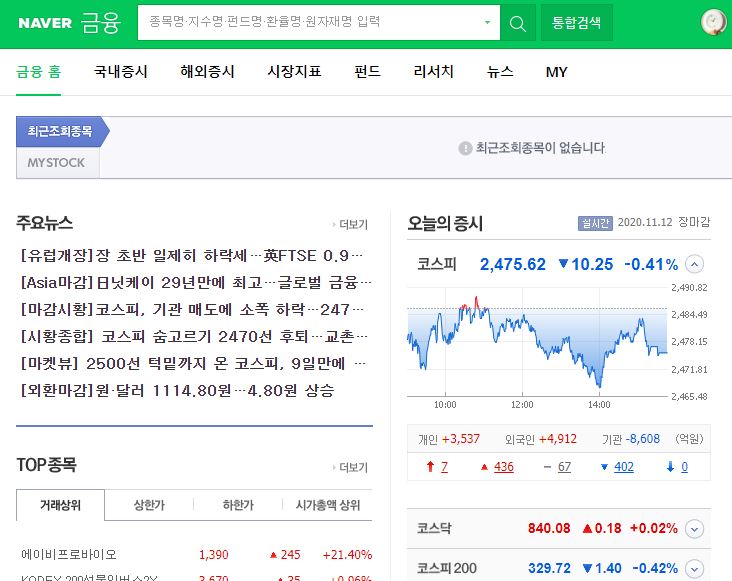 NAVER 금융
종목명·지수명·펀드명·환율명·원자재명 입력
통합검색
금융 홈 국내증시 해외증시 시장지표 펀드 리서치 뉴스 MY
최근조회종목
MYSTOCK
최근조회종목이 없습니다
주요뉴스 더보기
[유럽개장]장 초반 일제히 하락세…英FTSE 0.9…
[Asia마감]日닛케이 29년만에 최고…글로벌 금융…
[마감시황]코스피, 기관 매도에 소폭 하락…247…
[시황종합] 코스피 숨고르기 2470선 후퇴…교촌…
[마켓뷰] 2500선 턱밑까지 온 코스피, 9일만에 …
[외환마감]원·달러 1114.80원…4.80원 상승
TOP종목 더보기
거래상위 상한가 하한가 시가총액 상위
에이비프로바이오 1,390 ▲ 245 +21.40%
KODEX 200선물인버스2X 3,670 ▲ 35 +0.96%
오늘의 증시 실시간 2020.11.12 장마감
코스피 2,475.62 ▼10.25 -0.41%
2,490.82
2,484.49
2,478.15
2,471.81
2,465.48
10:00 12:00 14:00
개인 +3,537 외국인 +4,912 기관 -8,608 (억원)
↑ 7 ▲ 436 – 67 ▼ 402 ↓ 0
코스닥 840.08 ▲0.18 +0.02%
코스피 200 329.72 ▼1.40 -0.42%